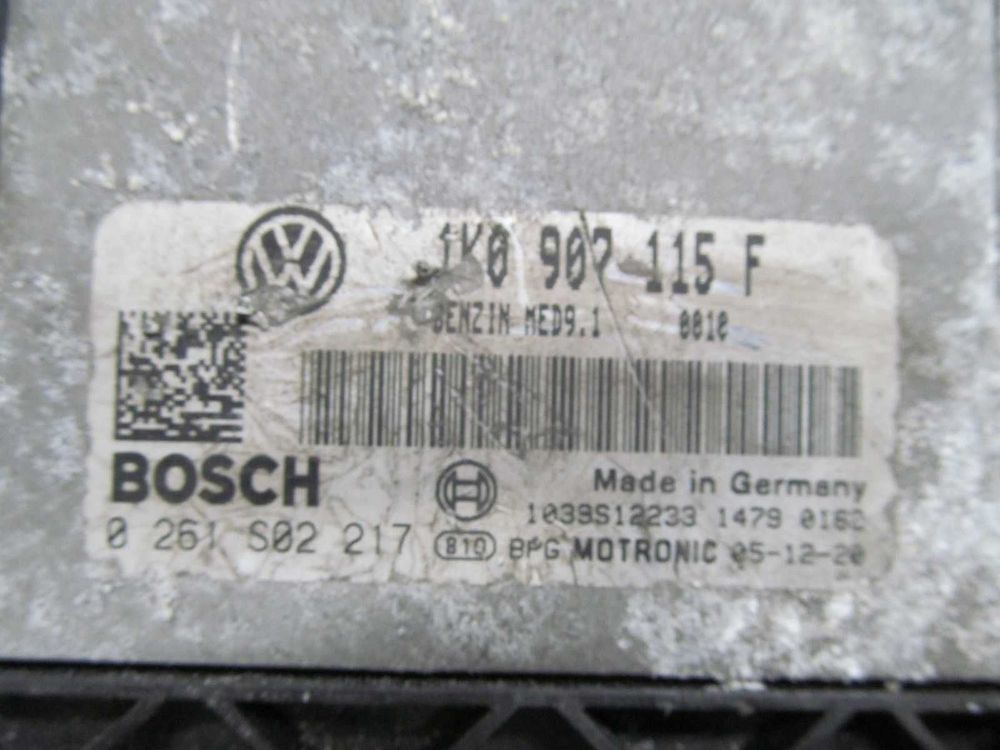 1K0 907 115 F
BENZIN MED9.1 0010
BOSCH
Made in Germany
1039S12233 1479 0162
0 261 S02 217 810 BPG MOTRONIC 05-12-20